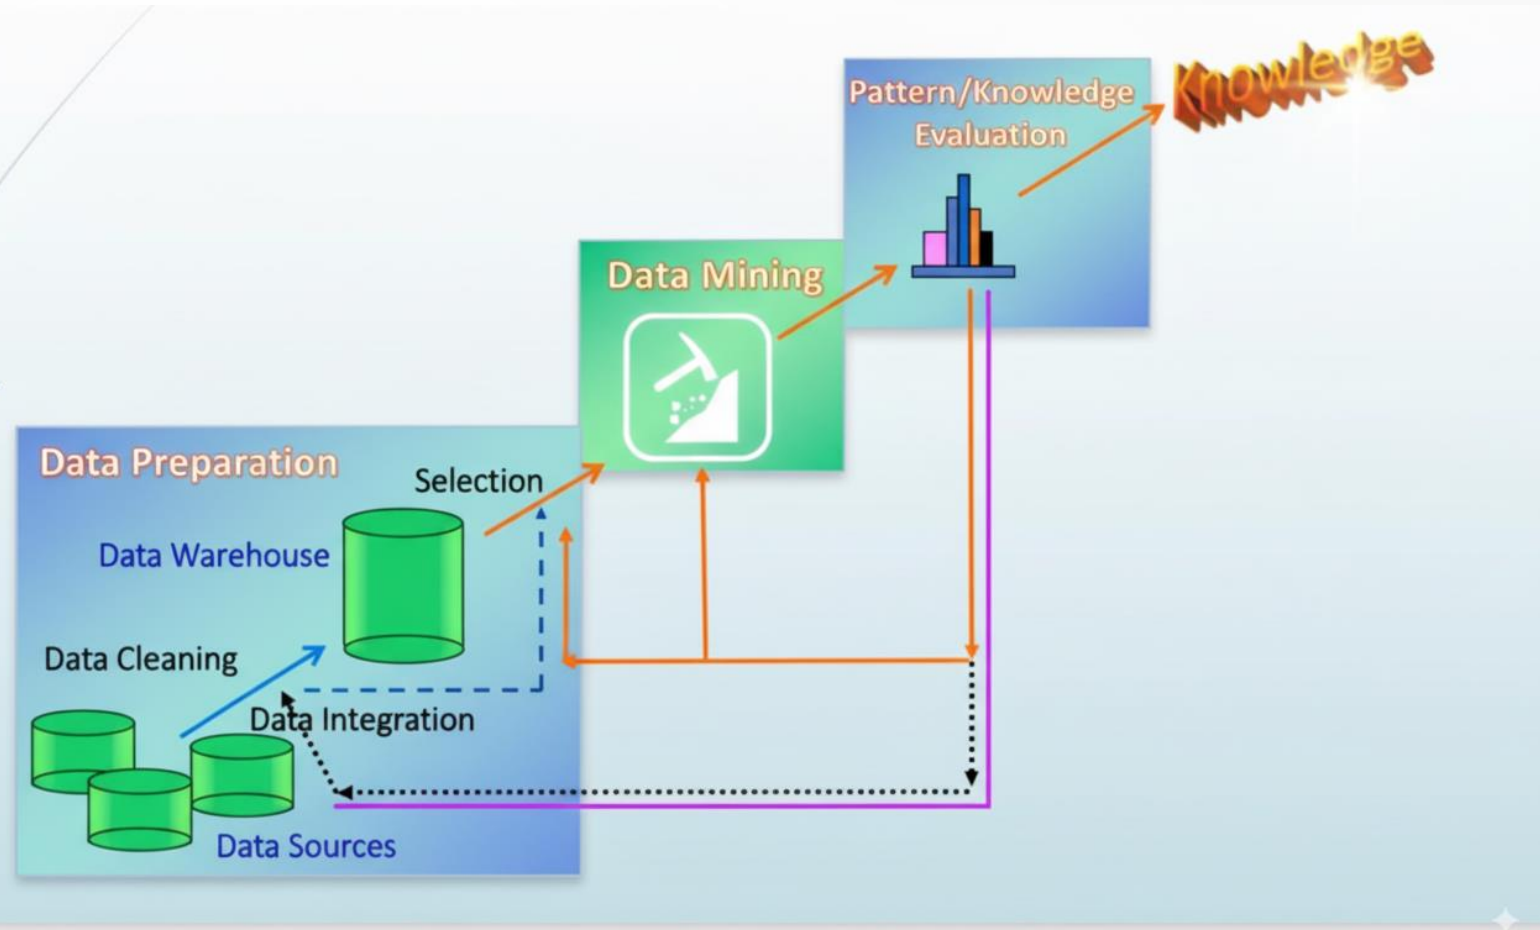 Knowledge
Pattern/Knowledge
Evaluation
Data Mining
Data Preparation
Selection
Data Warehouse
Data Cleaning
Data Integration
Data Sources